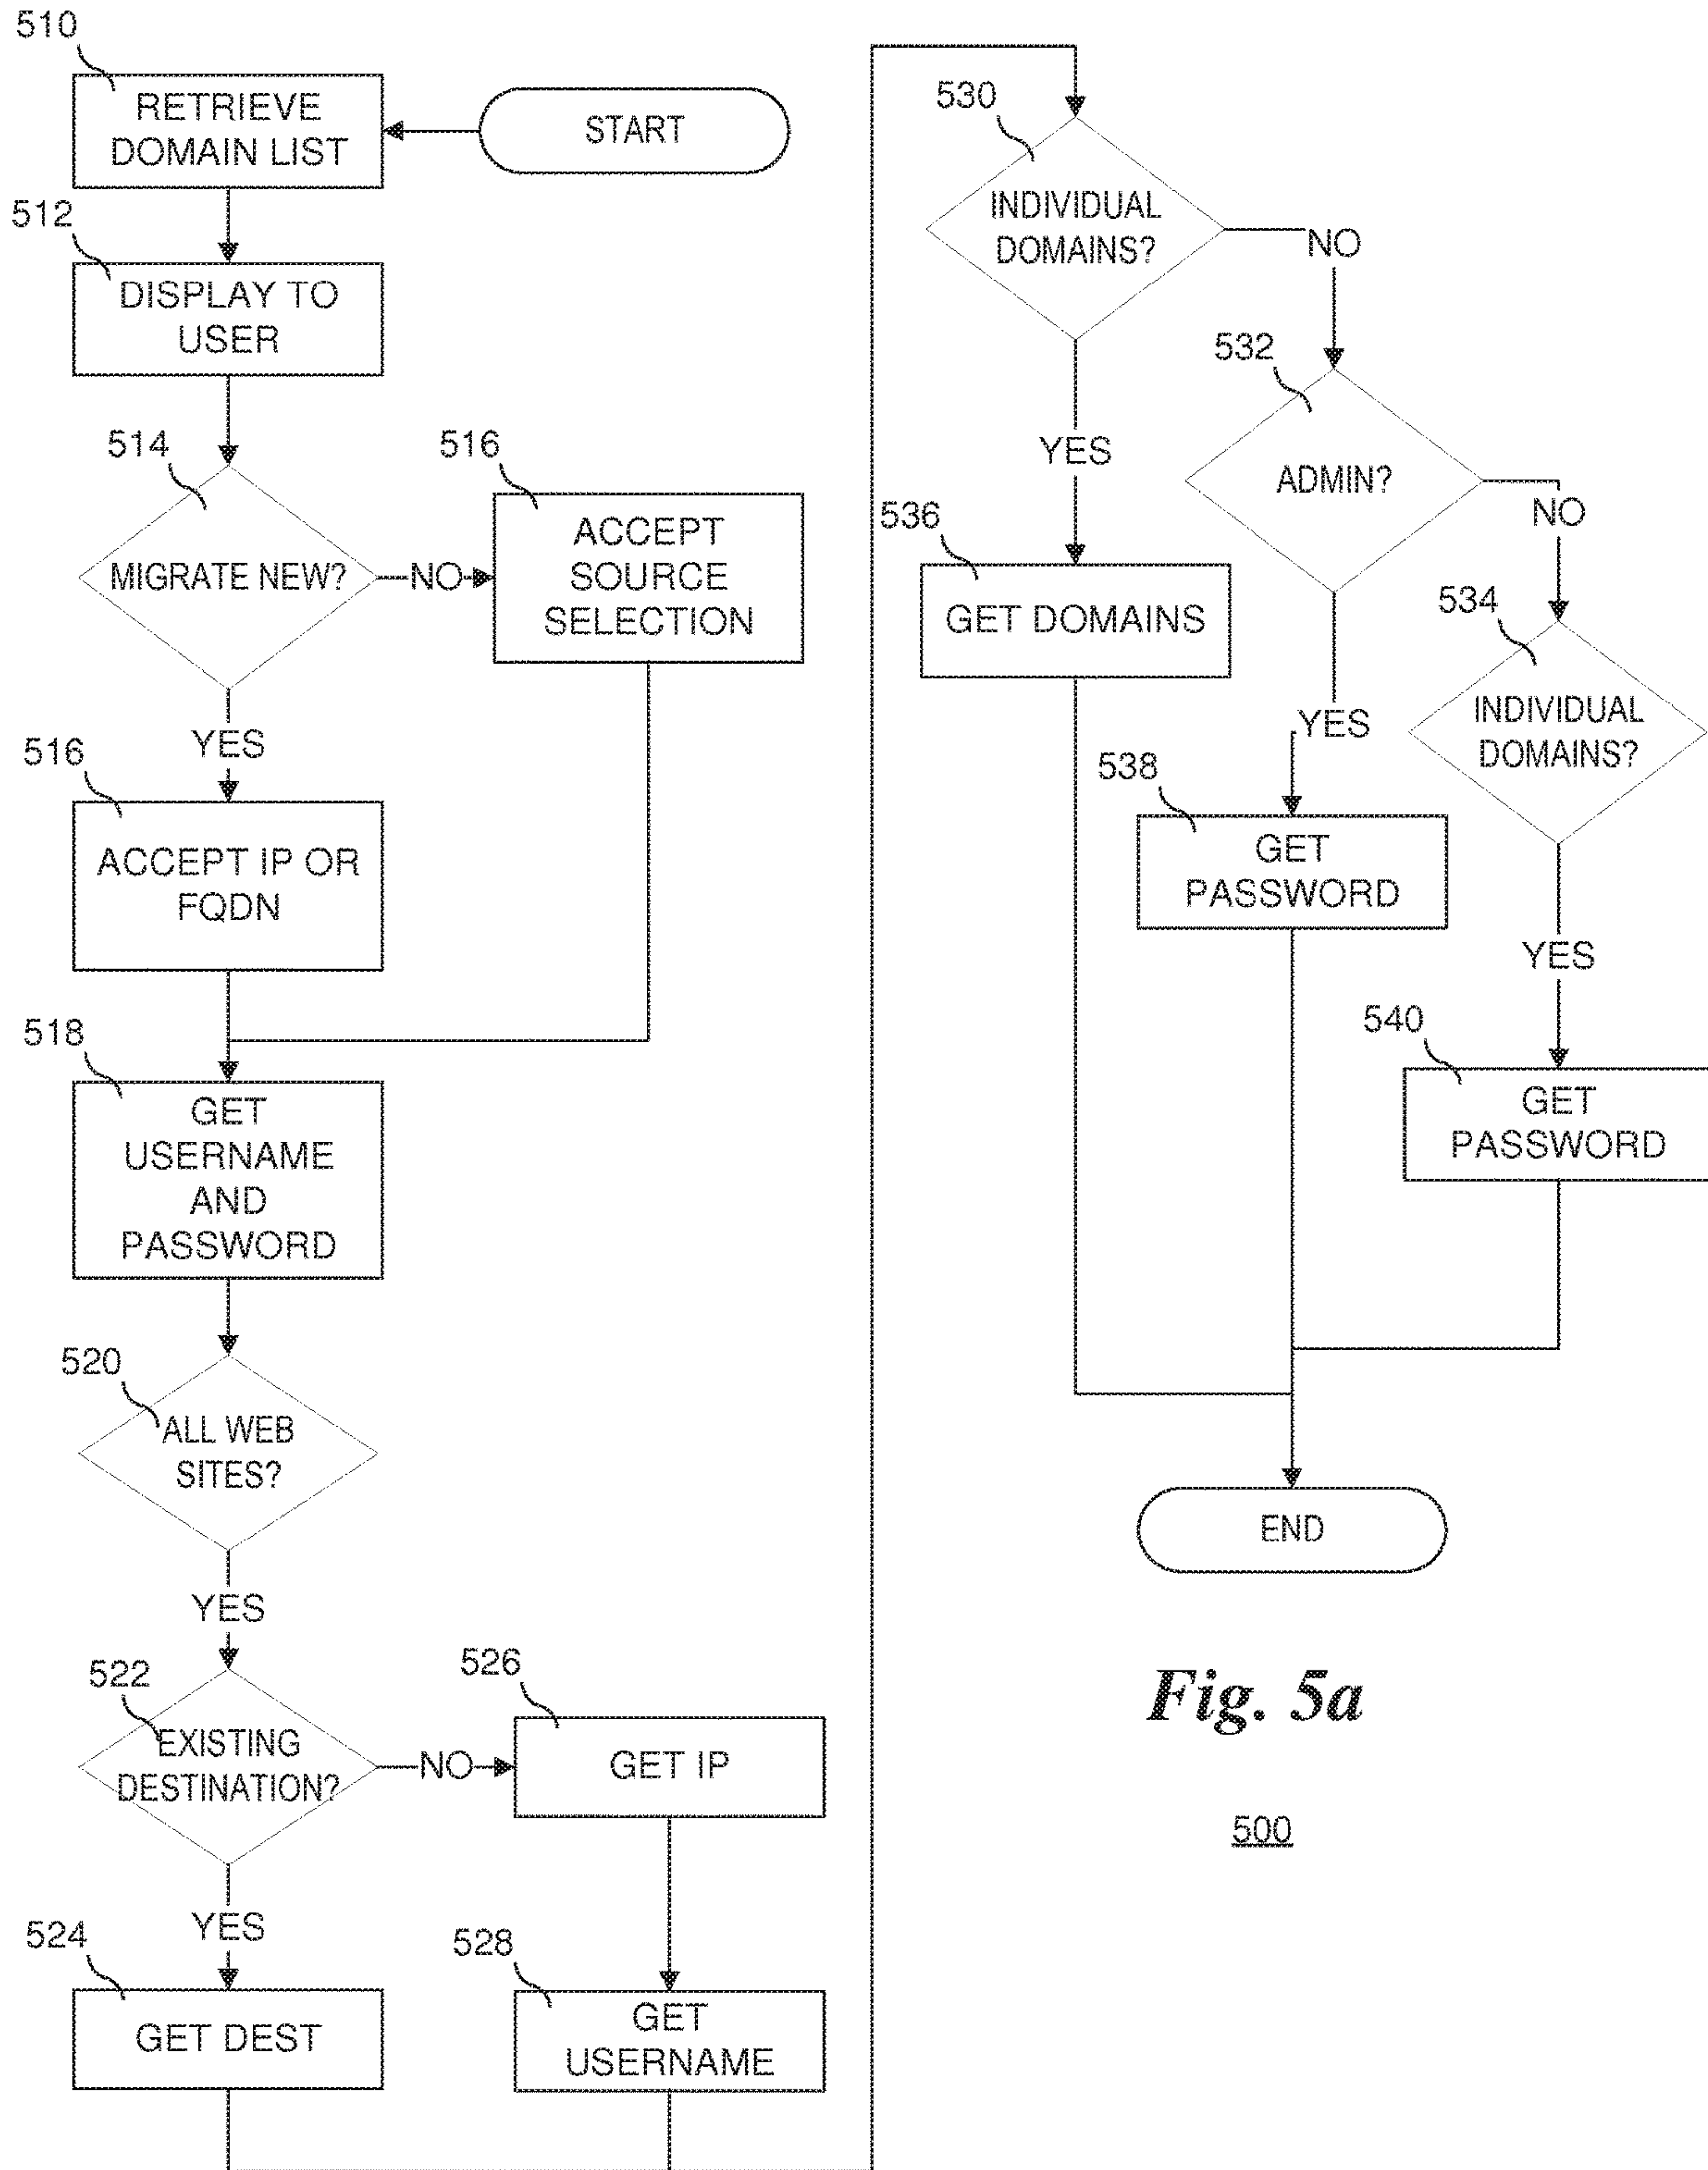 510
RETRIEVE
DOMAIN LIST
START
512
DISPLAY TO
USER
514
MIGRATE NEW?
NO
516
ACCEPT
SOURCE
SELECTION
YES
516
ACCEPT IP OR
FQDN
518
GET
USERNAME
AND
PASSWORD
520
ALL WEB
SITES?
YES
522
EXISTING
DESTINATION?
NO
526
GET IP
YES
524
GET DEST
528
GET
USERNAME
530
INDIVIDUAL
DOMAINS?
NO
YES
532
ADMIN?
NO
536
GET DOMAINS
YES
534
INDIVIDUAL
DOMAINS?
538
GET
PASSWORD
YES
540
GET
PASSWORD
END
Fig. 5a
500